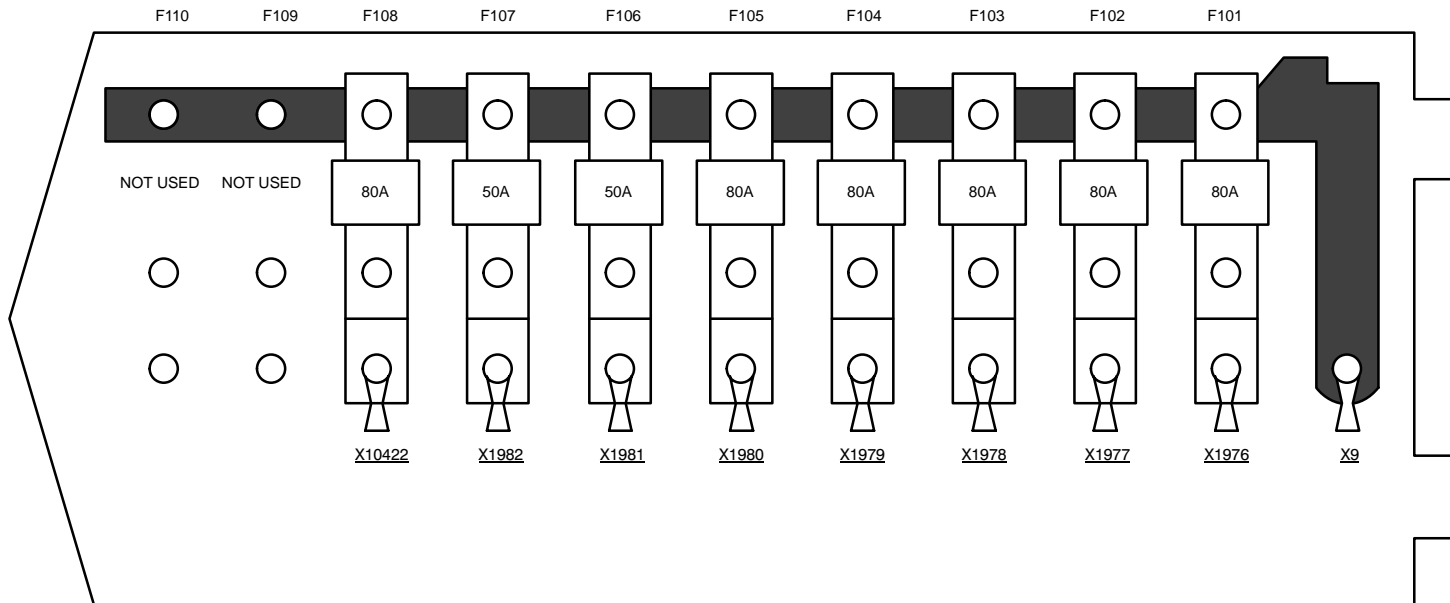 F110 F109 F108 F107 F106 F105 F104 F103 F102 F101
NOT USED NOT USED 80A 50A 50A 80A 80A 80A 80A 80A
X10422 X1982 X1981 X1980 X1979 X1978 X1977 X1976 X9